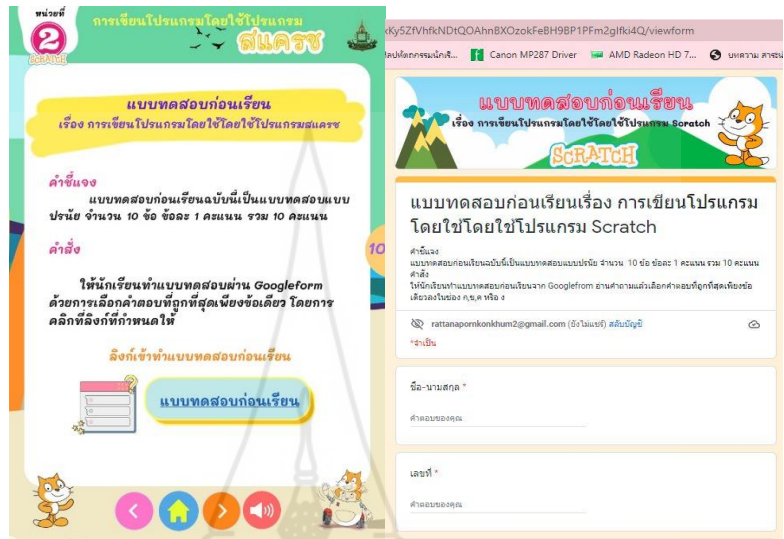 หน่วยที่
2
SCRATCH
การเขียนโปรแกรมโดยใช้โปรแกรม
สแครช
แบบทดสอบก่อนเรียน
เรื่อง การเขียนโปรแกรมโดยใช้โดยใช้โปรแกรมสแครช
คำชี้แจง
แบบทดสอบก่อนเรียนฉบับนี้เป็นแบบทดสอบแบบ
ปรนัย จำนวน 10 ข้อ ข้อละ 1 คะแนน รวม 10 คะแนน
คำสั่ง
10
ให้นักเรียนทำแบบทดสอบผ่าน Googleform
ด้วยการเลือกคำตอบที่ถูกที่สุดเพียงข้อเดียว โดยการ
คลิกที่ลิงก์ที่กำหนดให้
ลิงก์เข้าทำแบบทดสอบก่อนเรียน
แบบทดสอบก่อนเรียน
Ky5ZfVhfkNDtQOAhnBXOzokFeBH9BP1PFm2gIfki4Q/viewform
Canon MP287 Driver
AMD Radeon HD 7...
แบบทดสอบก่อนเรียน
เรื่อง การเขียนโปรแกรมโดยใช้โดยใช้โปรแกรม Scratch
SCRATCH
แบบทดสอบก่อนเรียนเรื่อง การเขียนโปรแกรม
โดยใช้โดยใช้โปรแกรม Scratch
คำชี้แจง
แบบทดสอบก่อนเรียนฉบับนี้เป็นแบบทดสอบแบบปรนัย จำนวน 10 ข้อ ข้อละ 1 คะแนน รวม 10 คะแนน
คำสั่ง
ให้นักเรียนทำแบบทดสอบก่อนเรียนจาก Googlefrom อ่านคำถามแล้วเลือกคำตอบที่ถูกที่สุดเพียงข้อ
เดียวลงในช่อง ก,ข,ค หรือ ง
rattanapornkonkhum2@gmail.com (ยังไม่แชร์) สลับบัญชี
*จำเป็น
ชื่อ-นามสกุล *
คำตอบของคุณ
เลขที่ *
คำตอบของคุณ